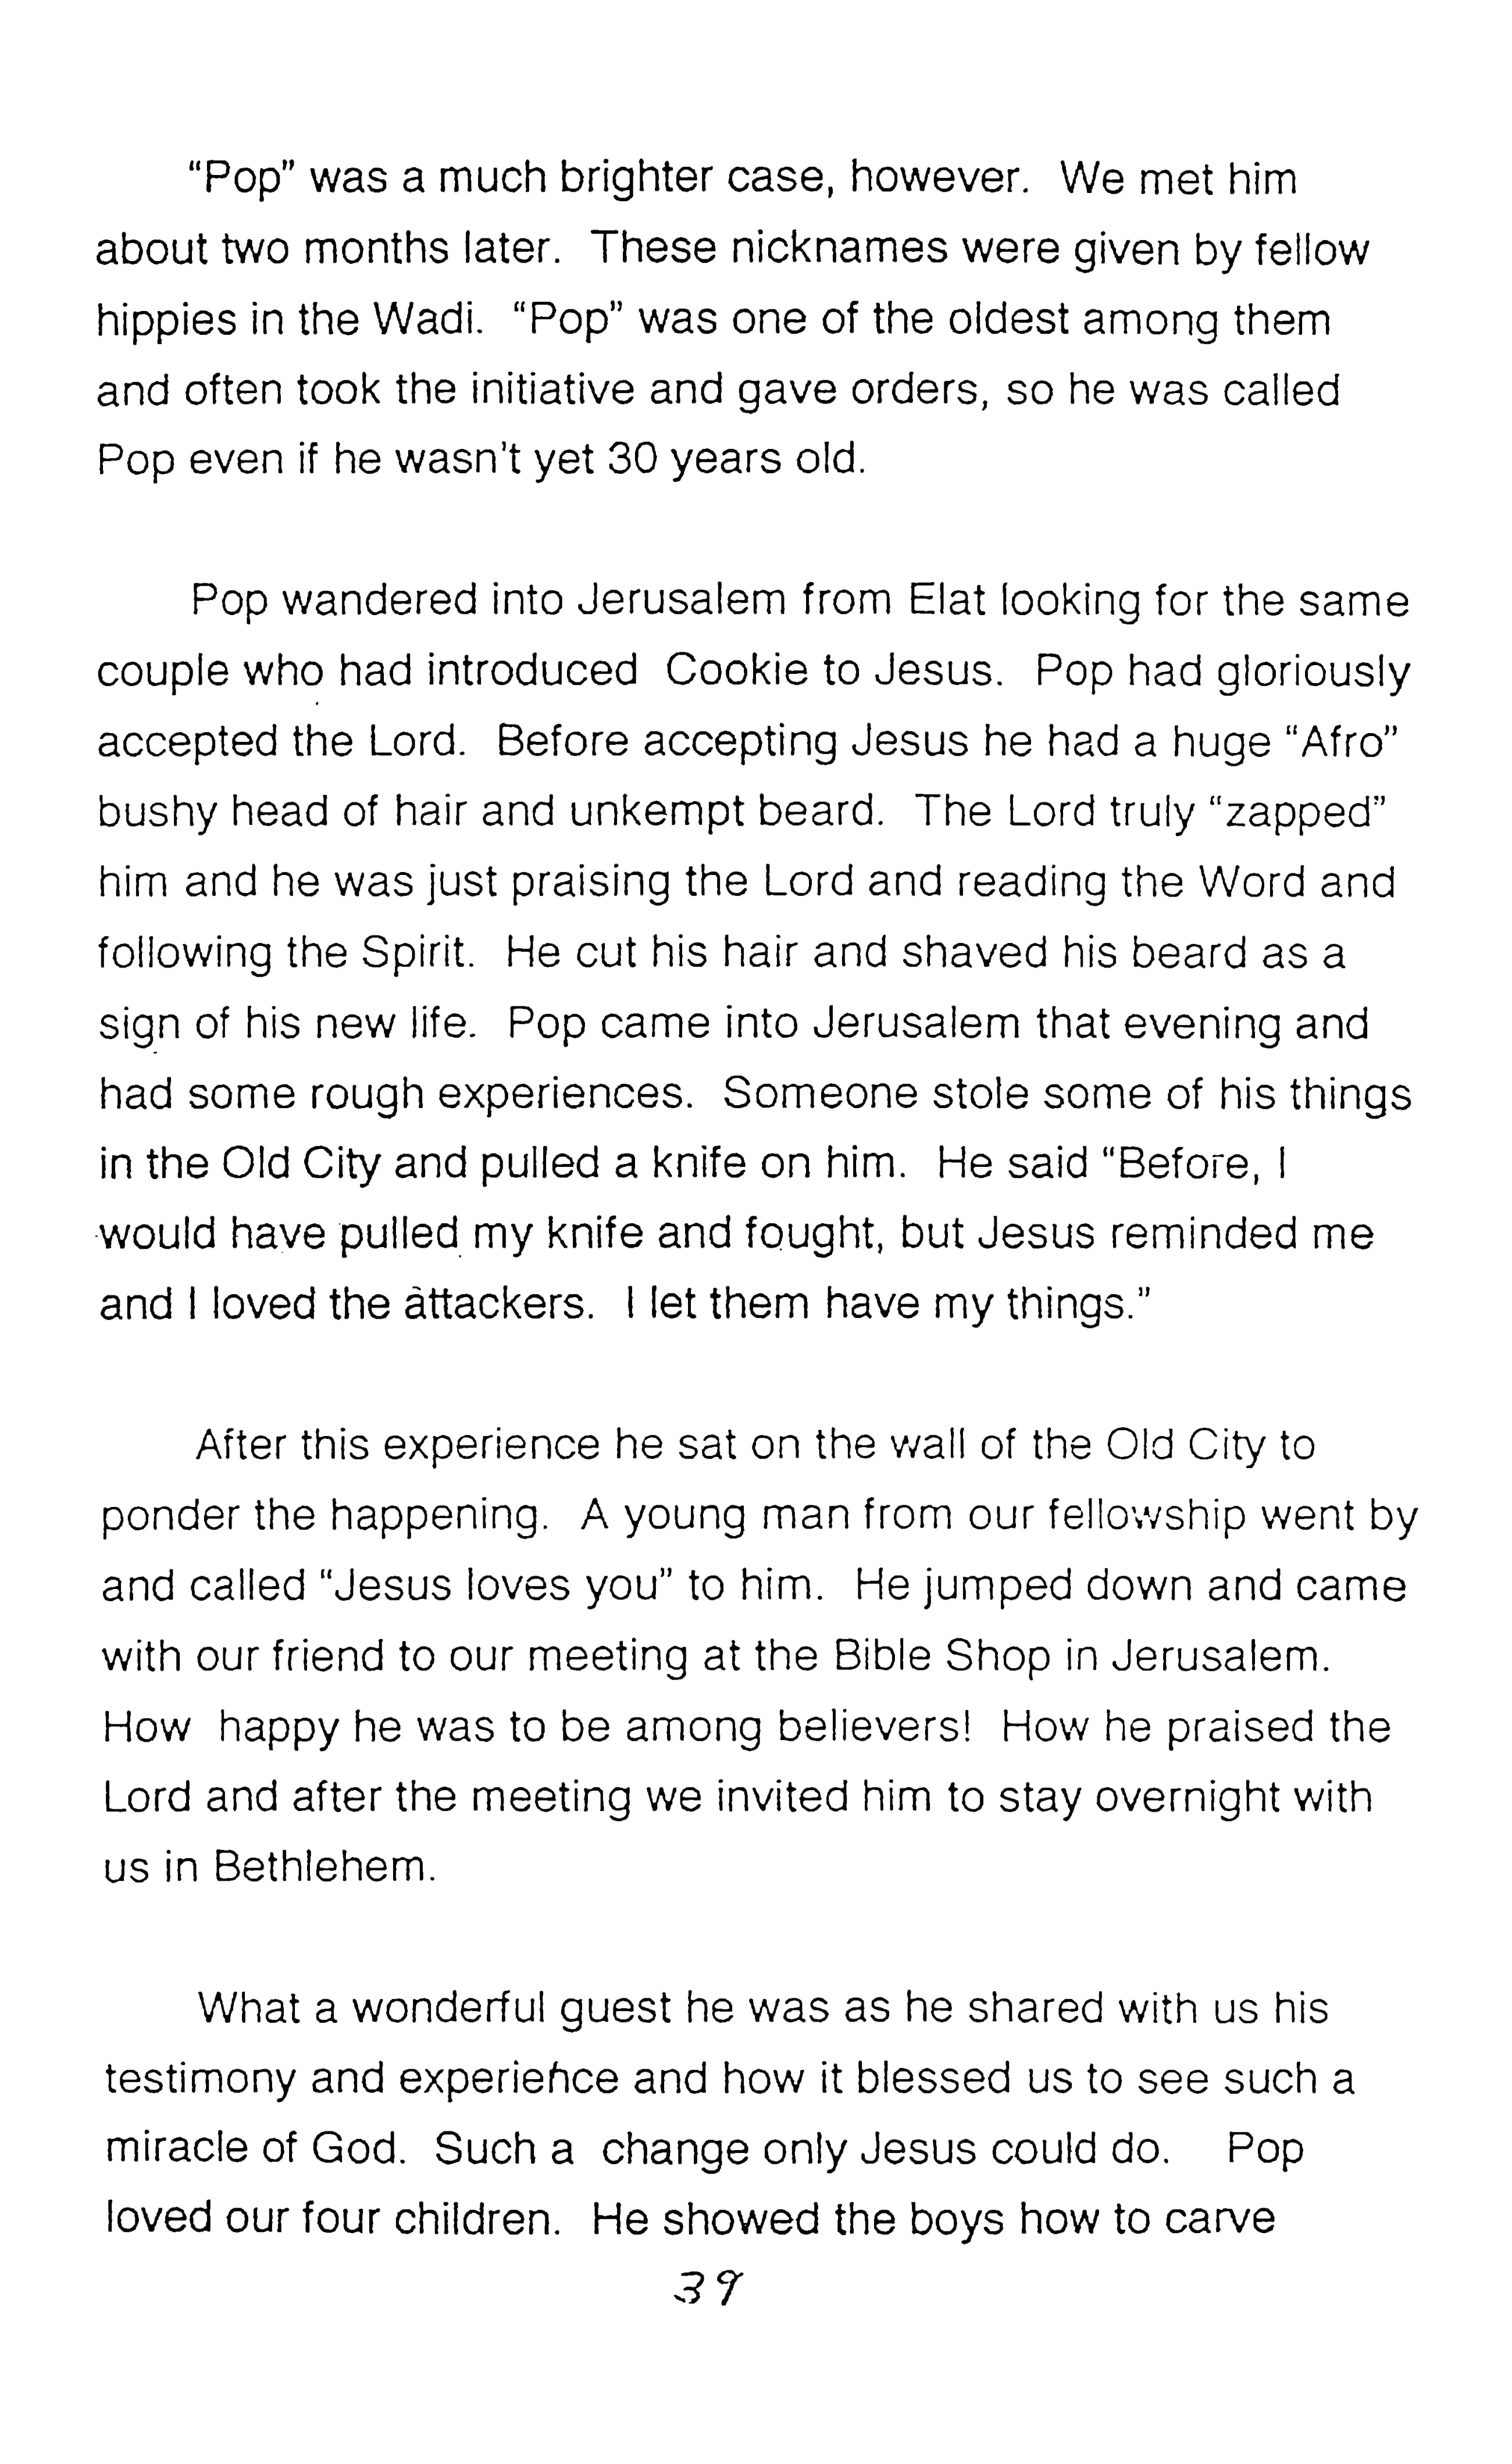 “Pop” was a much brighter case, however. We met him
about two months later. These nicknames were given by fellow
hippies in the Wadi. “Pop” was one of the oldest among them
and often took the initiative and gave orders, so he was called
Pop even if he wasn't yet 30 years old.
Pop wandered into Jerusalem from Elat looking for the same
couple who had introduced Cookie to Jesus. Pop had gloriously
accepted the Lord. Before accepting Jesus he had a huge “Afro”
bushy head of hair and unkempt beard. The Lord truly “zapped”
him and he was just praising the Lord and reading the Word and
following the Spirit. He cut his hair and shaved his beard as a
sign of his new life. Pop came into Jerusalem that evening and
had some rough experiences. Someone stole some of his things
in the Old City and pulled a knife on him. He said “Before, I
would have pulled my knife and fought, but Jesus reminded me
and I loved the attackers. I let them have my things.”
After this experience he sat on the wall of the Old City to
ponder the happening. A young man from our fellowship went by
and called “Jesus loves you” to him. He jumped down and came
with our friend to our meeting at the Bible Shop in Jerusalem.
How happy he was to be among believers! How he praised the
Lord and after the meeting we invited him to stay overnight with
us in Bethlehem.
What a wonderful guest he was as he shared with us his
testimony and experience and how it blessed us to see such a
miracle of God. Such a change only Jesus could do. Pop
loved our four children. He showed the boys how to carve
39